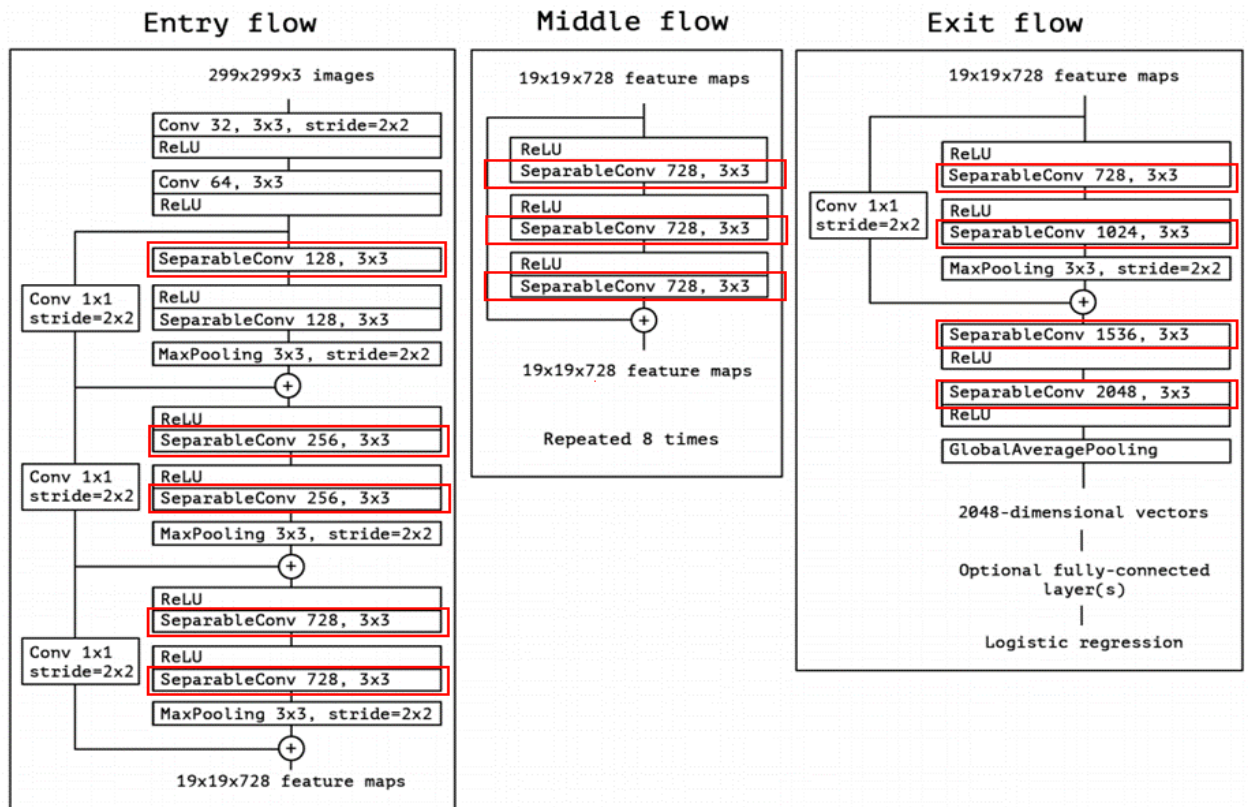 Entry flow
299x299x3 images
Conv 32, 3x3, stride=2x2
ReLU
Conv 64, 3x3
ReLU
SeparableConv 128, 3x3
Conv 1x1
stride=2x2
ReLU
SeparableConv 128, 3x3
MaxPooling 3x3, stride=2x2
+
ReLU
SeparableConv 256, 3x3
Conv 1x1
stride=2x2
ReLU
SeparableConv 256, 3x3
MaxPooling 3x3, stride=2x2
+
ReLU
SeparableConv 728, 3x3
Conv 1x1
stride=2x2
ReLU
SeparableConv 728, 3x3
MaxPooling 3x3, stride=2x2
+
19x19x728 feature maps
Middle flow
19x19x728 feature maps
ReLU
SeparableConv 728, 3x3
ReLU
SeparableConv 728, 3x3
ReLU
SeparableConv 728, 3x3
+
19x19x728 feature maps
Repeated 8 times
Exit flow
19x19x728 feature maps
ReLU
SeparableConv 728, 3x3
Conv 1x1
stride=2x2
ReLU
SeparableConv 1024, 3x3
MaxPooling 3x3, stride=2x2
+
SeparableConv 1536, 3x3
ReLU
SeparableConv 2048, 3x3
ReLU
GlobalAveragePooling
2048-dimensional vectors
Optional fully-connected
layer(s)
Logistic regression